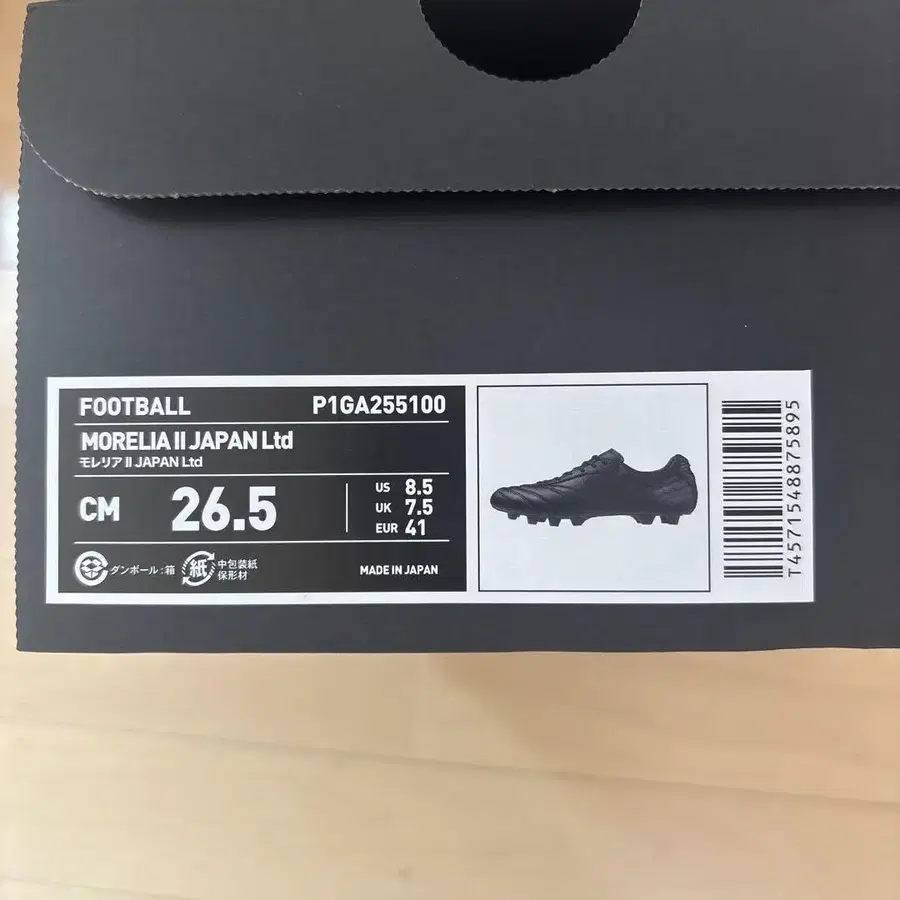 FOOTBALL P1GA255100
MORELIA II JAPAN Ltd
モレリア II JAPAN Ltd
CM 26.5
US 8.5
UK 7.5
EUR 41
ダンボール:箱
紙 中包装紙
保形材
MADE IN JAPAN
T4571548875895